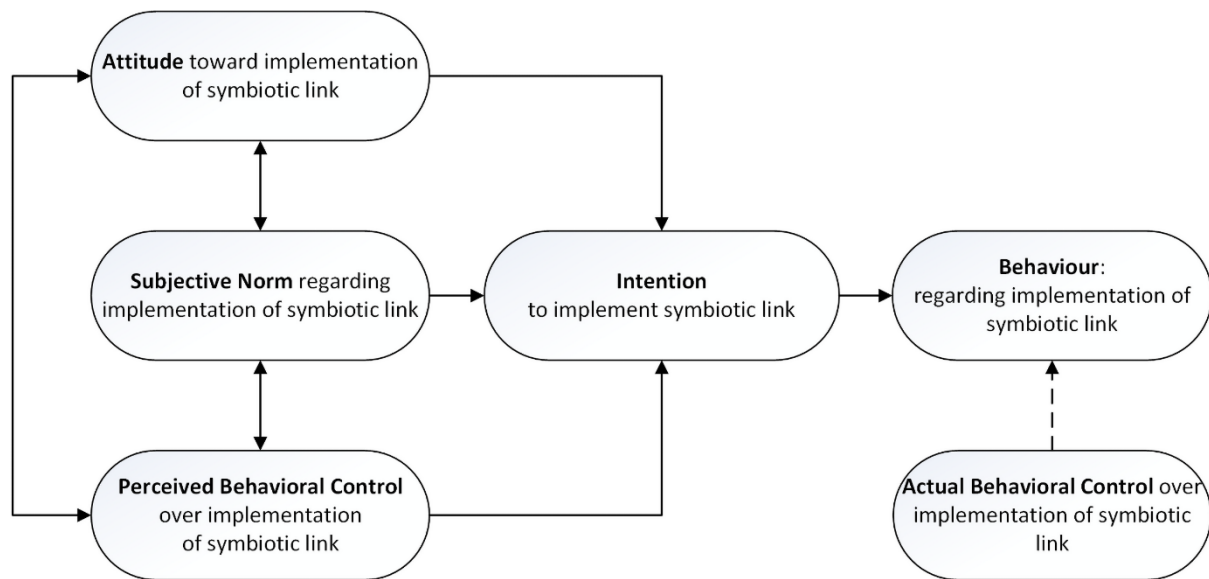 Attitude toward implementation
of symbiotic link
Subjective Norm regarding
implementation of symbiotic link
Intention
to implement symbiotic link
Behaviour:
regarding implementation of
symbiotic link
Perceived Behavioral Control
over implementation
of symbiotic link
Actual Behavioral Control over
implementation of symbiotic
link